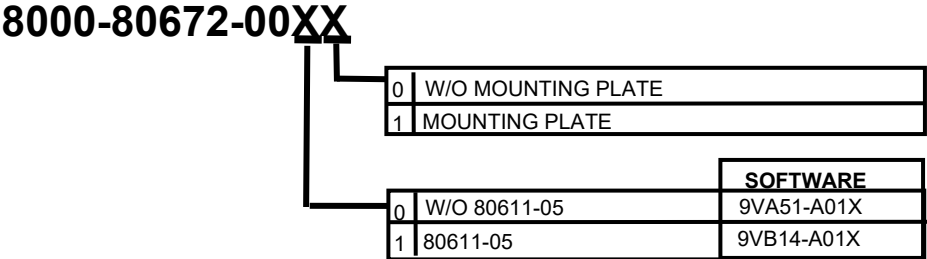 8000-80672-00XX
0 W/O MOUNTING PLATE
1 MOUNTING PLATE
SOFTWARE
0 W/O 80611-05 9VA51-A01X
1 80611-05 9VB14-A01X